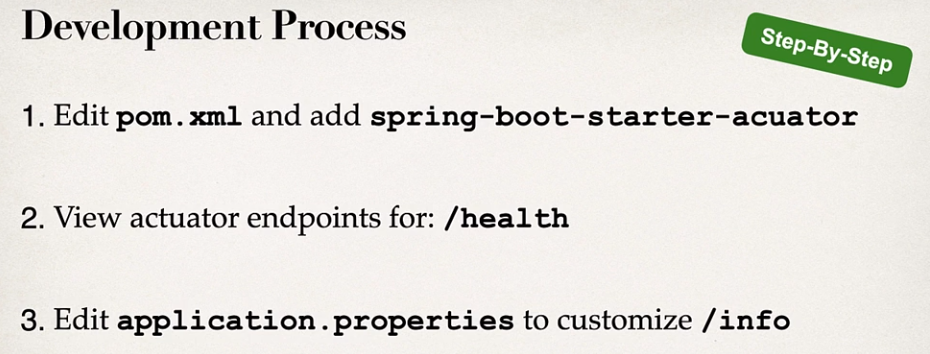 Development Process
Step-By-Step
1. Edit pom.xml and add spring-boot-starter-acuator
2. View actuator endpoints for: /health
3. Edit application.properties to customize /info